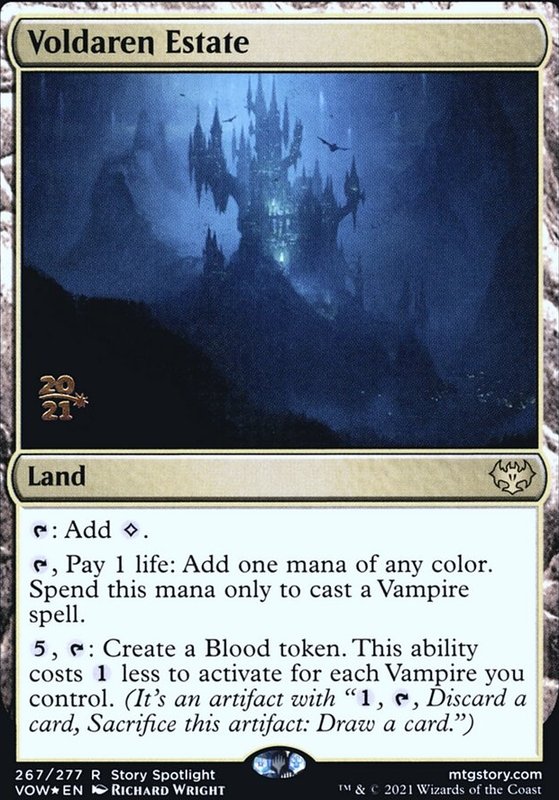 Voldaren Estate
20
21
Land
: Add .
, Pay 1 life: Add one mana of any color.
Spend this mana only to cast a Vampire
spell.
5, : Create a Blood token. This ability
costs 1 less to activate for each Vampire you
control. (It's an artifact with “1, , Discard a
card, Sacrifice this artifact: Draw a card.”)
267/277 R Story Spotlight
mtgstory.com
VOW★EN Richard Wright
™ & © 2021 Wizards of the Coast